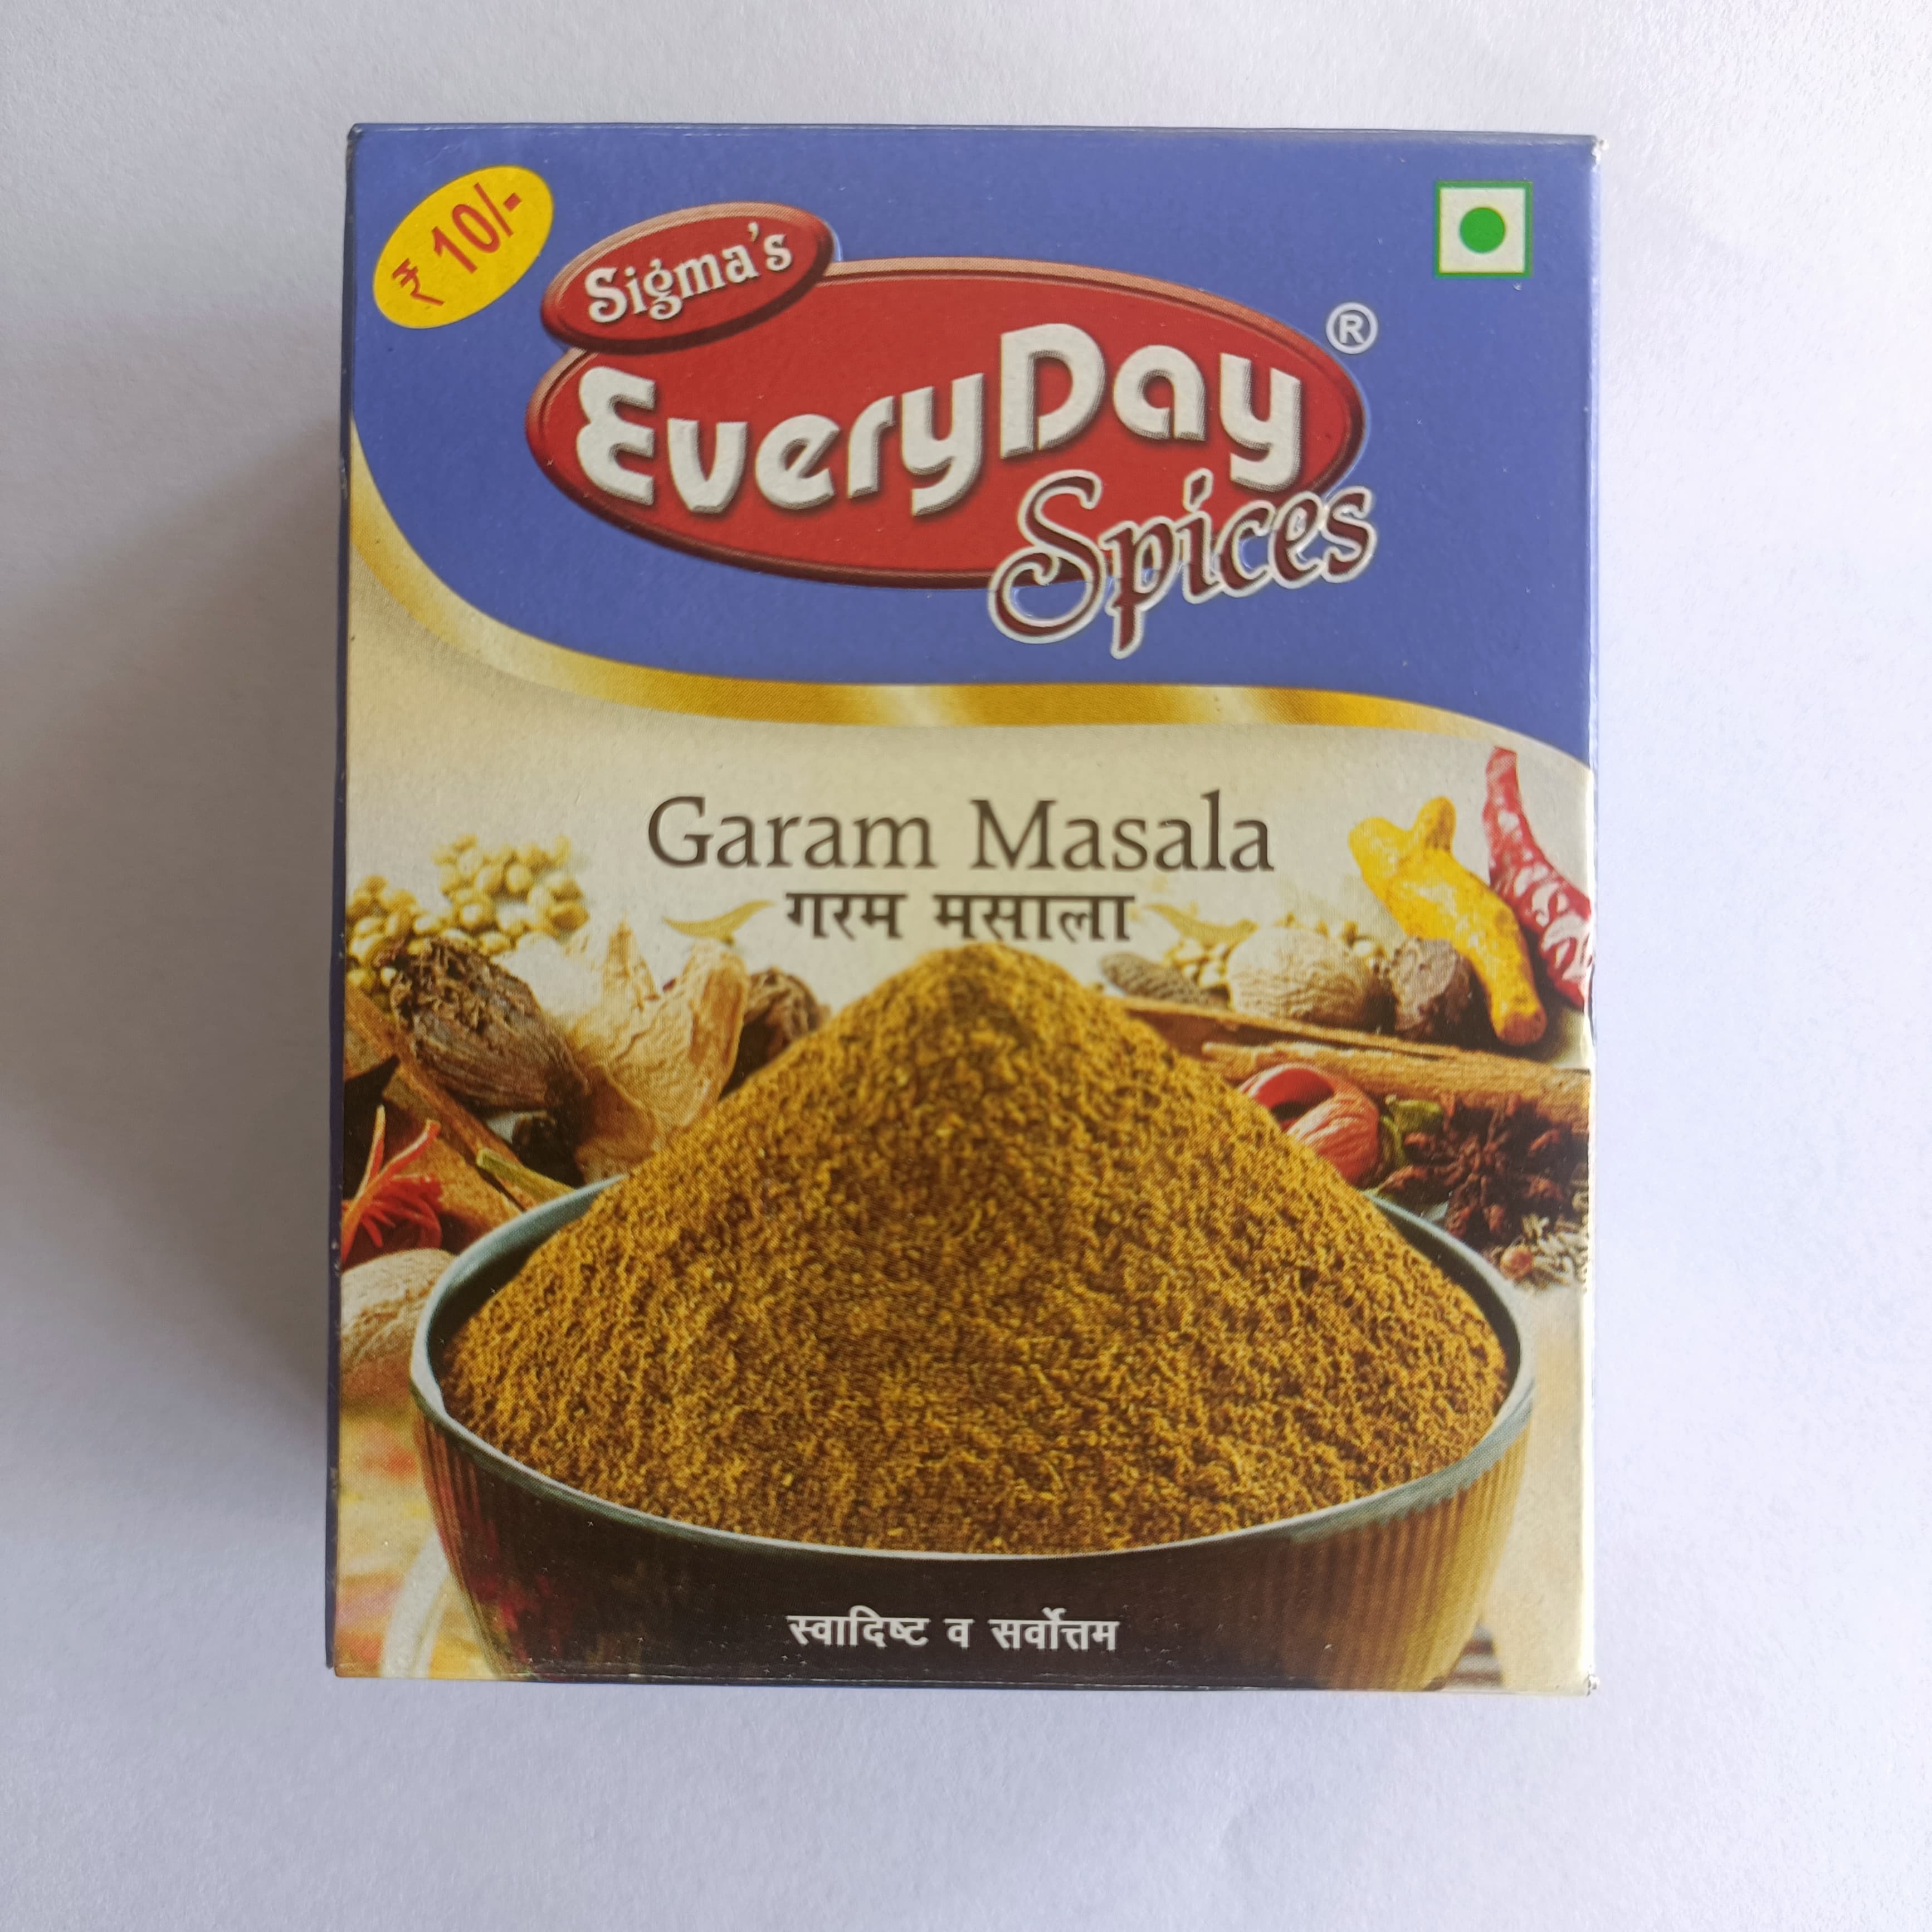 ₹ 10/-
Sigma's
EveryDay
®
Spices
Garam Masala
गरम मसाला
स्वादिष्ट व सर्वोत्तम